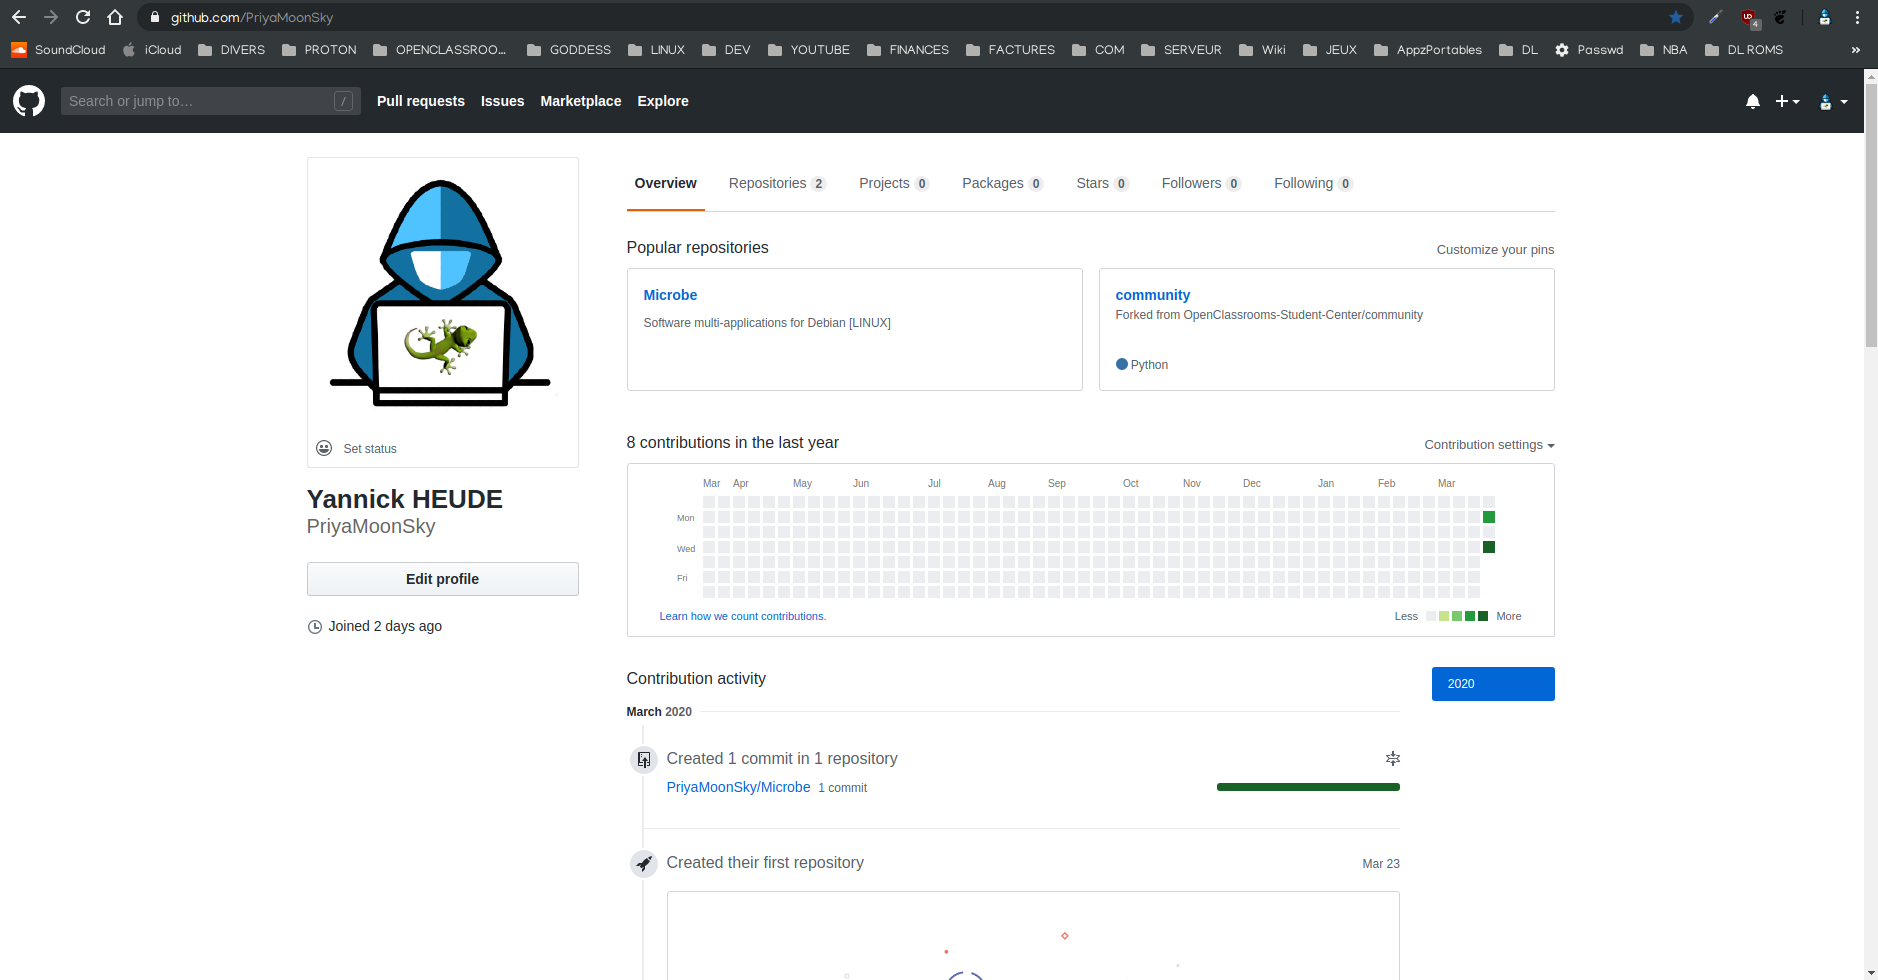 github.com/PriyaMoonSky
UD
4
SoundCloud iCloud DIVERS PROTON OPENCLASSROO... GODDESS LINUX DEV YOUTUBE FINANCES FACTURES COM SERVEUR Wiki JEUX AppzPortables DL Passwd NBA DL ROMS »
Search or jump to… / Pull requests Issues Marketplace Explore
Overview Repositories 2 Projects 0 Packages 0 Stars 0 Followers 0 Following 0
Popular repositories Customize your pins
Microbe
Software multi-applications for Debian [LINUX]
community
Forked from OpenClassrooms-Student-Center/community
Python
Set status
Yannick HEUDE
PriyaMoonSky
Edit profile
Joined 2 days ago
8 contributions in the last year Contribution settings
Mar Apr May Jun Jul Aug Sep Oct Nov Dec Jan Feb Mar
Mon
Wed
Fri
Learn how we count contributions. Less More
Contribution activity 2020
March 2020
Created 1 commit in 1 repository
PriyaMoonSky/Microbe 1 commit
Created their first repository Mar 23